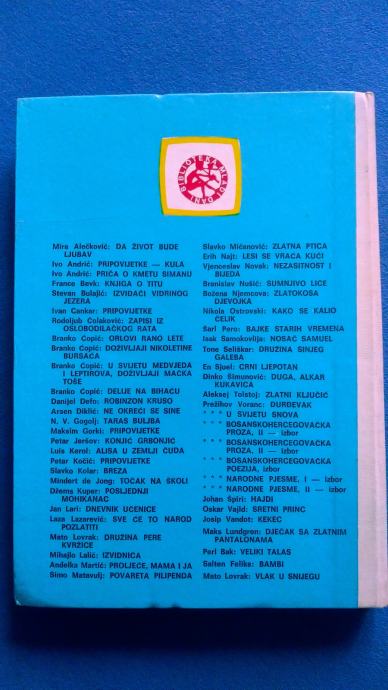 BIBLIOTEKA MLADI DANI
Mira Alečković: DA ŽIVOT BUDE
LJUBAV
Ivo Andrić: PRIPOVIJETKE — KULA
Ivo Andrić: PRIČA O KMETU SIMANU
France Bevk: KNJIGA O TITU
Stevan Bulajić: IZVIĐAČI VIDRINOG
JEZERA
Ivan Cankar: PRIPOVIJETKE
Rodoljub Čolaković: ZAPISI IZ
OSLOBODILAČKOG RATA
Branko Ćopić: ORLOVI RANO LETE
Branko Ćopić: DOŽIVLJAJI NIKOLETINE
BURSAĆA
Branko Ćopić: U SVIJETU MEDVJEDA
I LEPTIROVA, DOŽIVLJAJI MAČKA
TOŠE
Branko Ćopić: DELIJE NA BIHAĆU
Danijel Defo: ROBINZON KRUSO
Arsen Diklić: NE OKREĆI SE SINE
N. V. Gogolj: TARAS BULJBA
Maksim Gorki: PRIPOVIJETKE
Petar Jeršov: KONJIĆ GRBONJIĆ
Luis Kerol: ALISA U ZEMLJI ČUDA
Petar Kočić: PRIPOVIJETKE
Slavko Kolar: BREZA
Mindert de Jong: TOČAK NA ŠKOLI
Džems Kuper: POSLJEDNJI
MOHIKANAC
Jan Lari: DNEVNIK UČENICE
Laza Lazarević: SVE ĆE TO NAROD
POZLATITI
Mato Lovrak: DRUŽINA PERE
KVRŽICE
Mihajlo Lalić: IZVIDNICA
Anđelka Martić: PROLJEĆE, MAMA I JA
Simo Matavulj: POVARETA PILIPENDA
Slavko Mićanović: ZLATNA PTICA
Erih Najt: LESI SE VRAĆA KUĆI
Vjenceslav Novak: NEZASITNOST I
BIJEDA
Branislav Nušić: SUMNJIVO LICE
Božena Njemcova: ZLATOKOSA
DJEVOJKA
Nikola Ostrovski: KAKO SE KALIO
ČELIK
Šarl Pero: BAJKE STARIH VREMENA
Isak Samokovlija: NOSAČ SAMUEL
Tone Seliškar: DRUŽINA SINJEG
GALEBA
Ea Sjuel: CRNI LJEPOTAN
Dinko Šimunović: DUGA, ALKAR
KUKAVICA
Aleksej Tolstoj: ZLATNI KLJUČIĆ
Prežihov Voranc: ĐURĐEVAK
* * * U SVIJETU SNOVA
* * * BOSANSKOHERCEGOVAČKA
PROZA, II — izbor
* * * BOSANSKOHERCEGOVAČKA
PROZA, II — izbor
* * * BOSANSKOHERCEGOVAČKA
POEZIJA, izbor
* * * NARODNE PJESME, I — izbor
* * * NARODNE PJESME, II — izbor
Johan Špiri: HAJDI
Oskar Vajld: SRETNI PRINC
Josip Vandot: KEKEC
Maks Lundgren: DJEČAK SA ZLATNIM
PANTALONAMA
Peri Bak: VELIKI TALAS
Salten Feliks: BAMBI
Mato Lovrak: VLAK U SNIJEGU